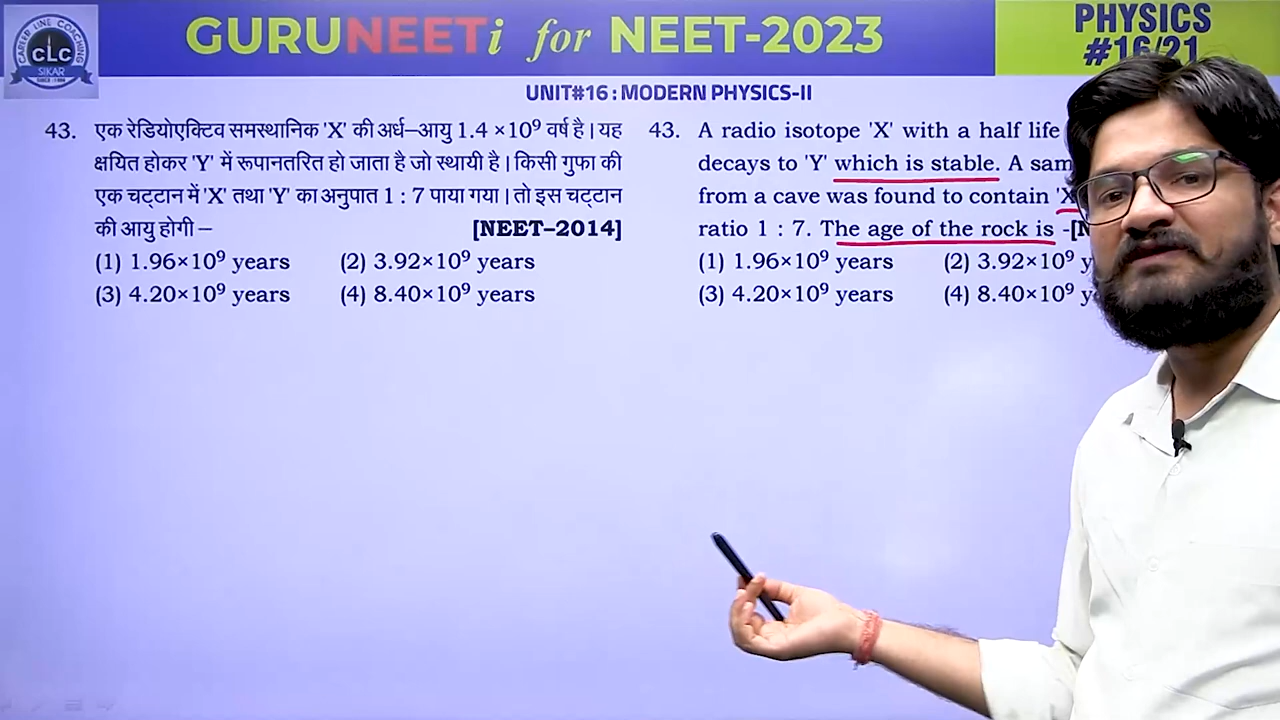 GURUNEETi for NEET-2023
PHYSICS
#16/21
CAREER LINE COACHING
CLC
SIKAR
SINCE : 1996
UNIT#16 : MODERN PHYSICS-II
43. एक रेडियोएक्टिव समस्थानिक 'X' की अर्ध–आयु 1.4 ×10⁹ वर्ष है। यह
क्षयित होकर 'Y' में रूपानतरित हो जाता है जो स्थायी है। किसी गुफा की
एक चट्टान में 'X' तथा 'Y' का अनुपात 1 : 7 पाया गया। तो इस चट्टान
की आयु होगी – [NEET–2014]
(1) 1.96×10⁹ years (2) 3.92×10⁹ years
(3) 4.20×10⁹ years (4) 8.40×10⁹ years
43. A radio isotope 'X' with a half life
decays to 'Y' which is stable. A sam
from a cave was found to contain 'X
ratio 1 : 7. The age of the rock is -[N
(1) 1.96×10⁹ years (2) 3.92×10⁹ y
(3) 4.20×10⁹ years (4) 8.40×10⁹ y